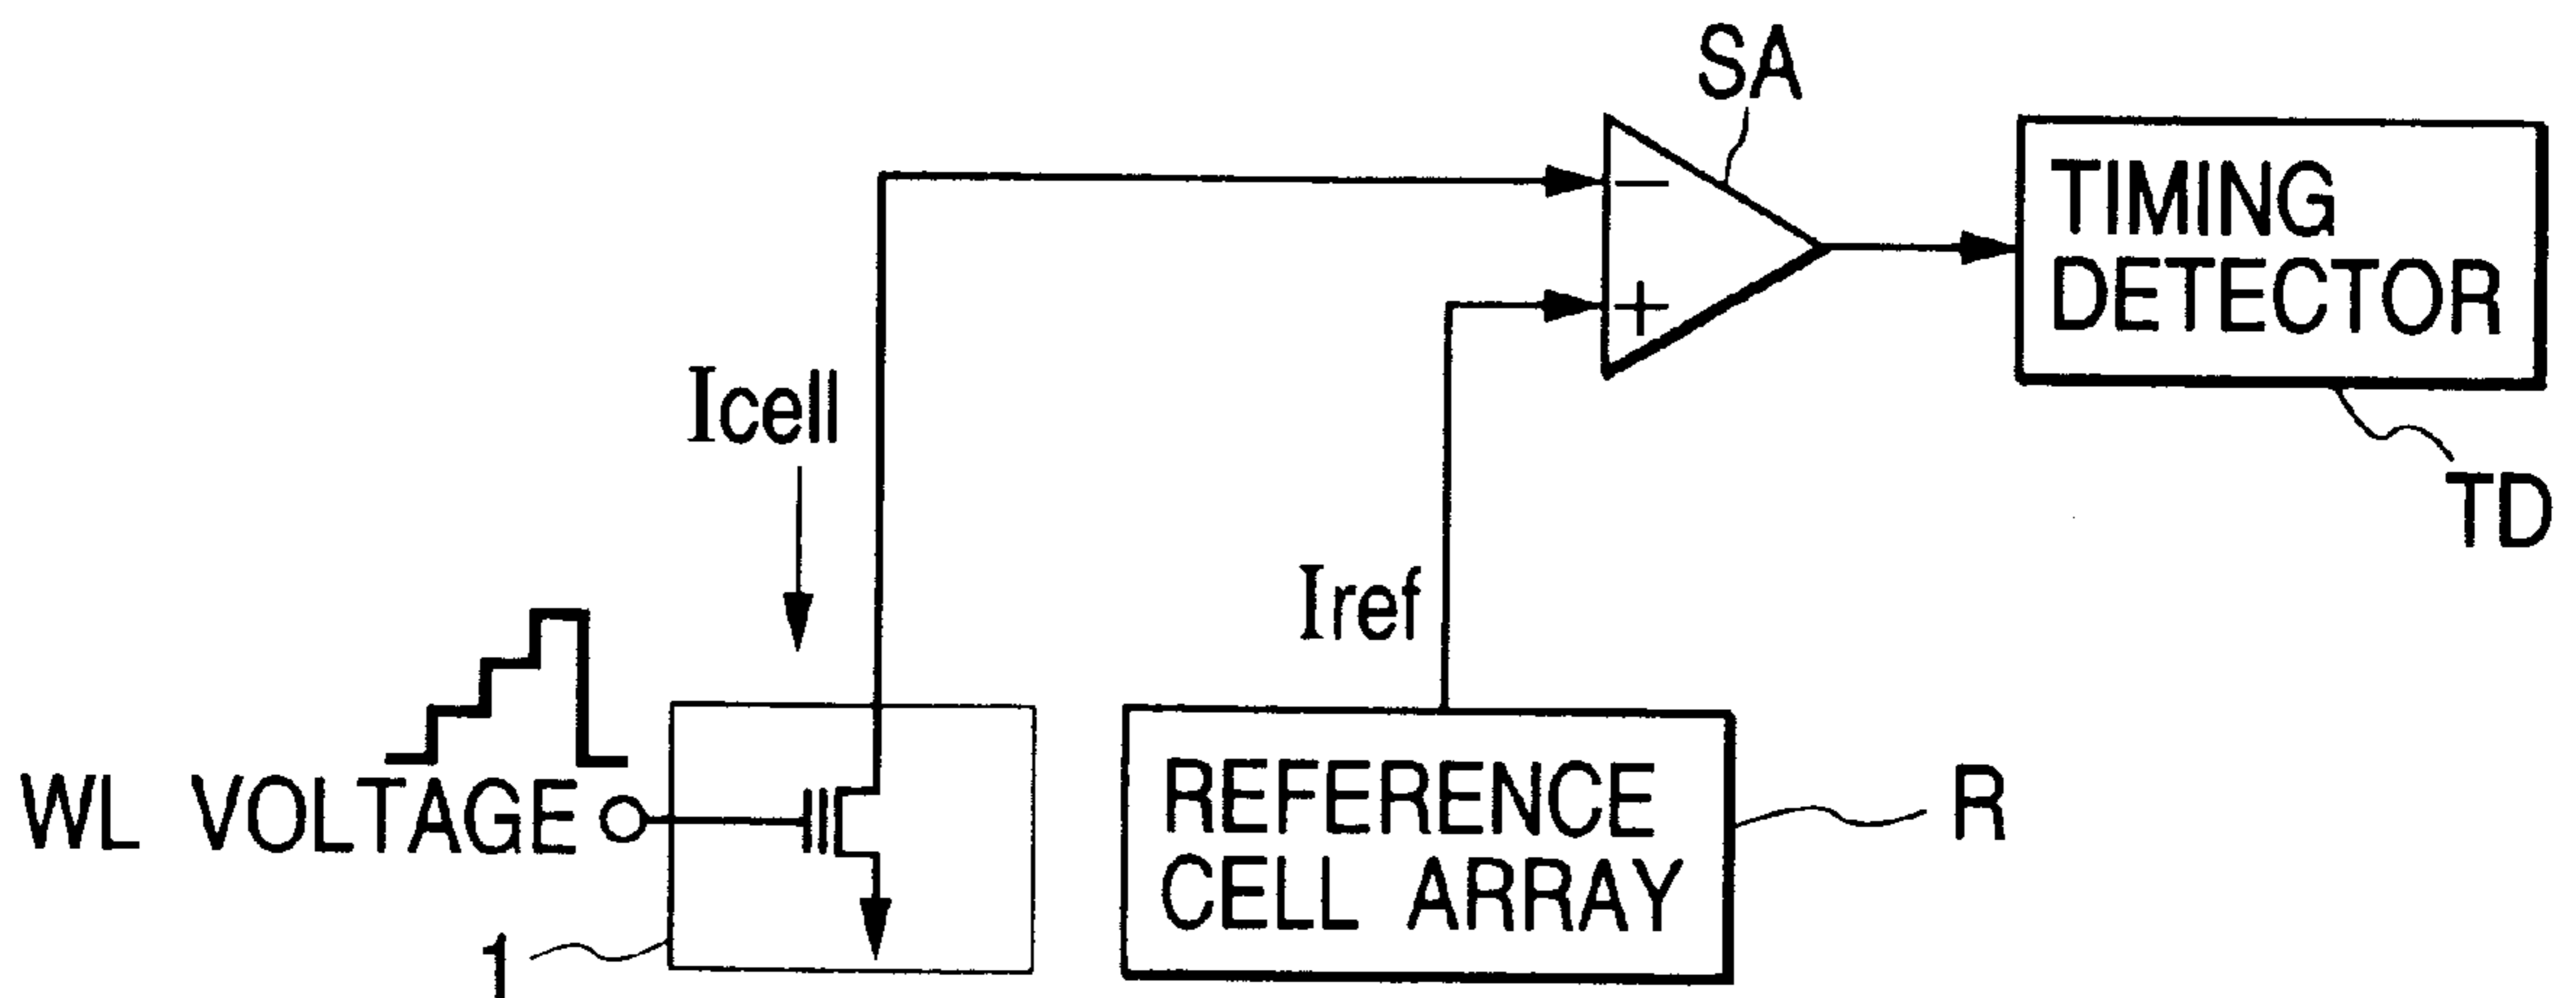 SA
TIMING
DETECTOR
TD
−
+
Icell
Iref
WL VOLTAGE
REFERENCE
CELL ARRAY
R
1